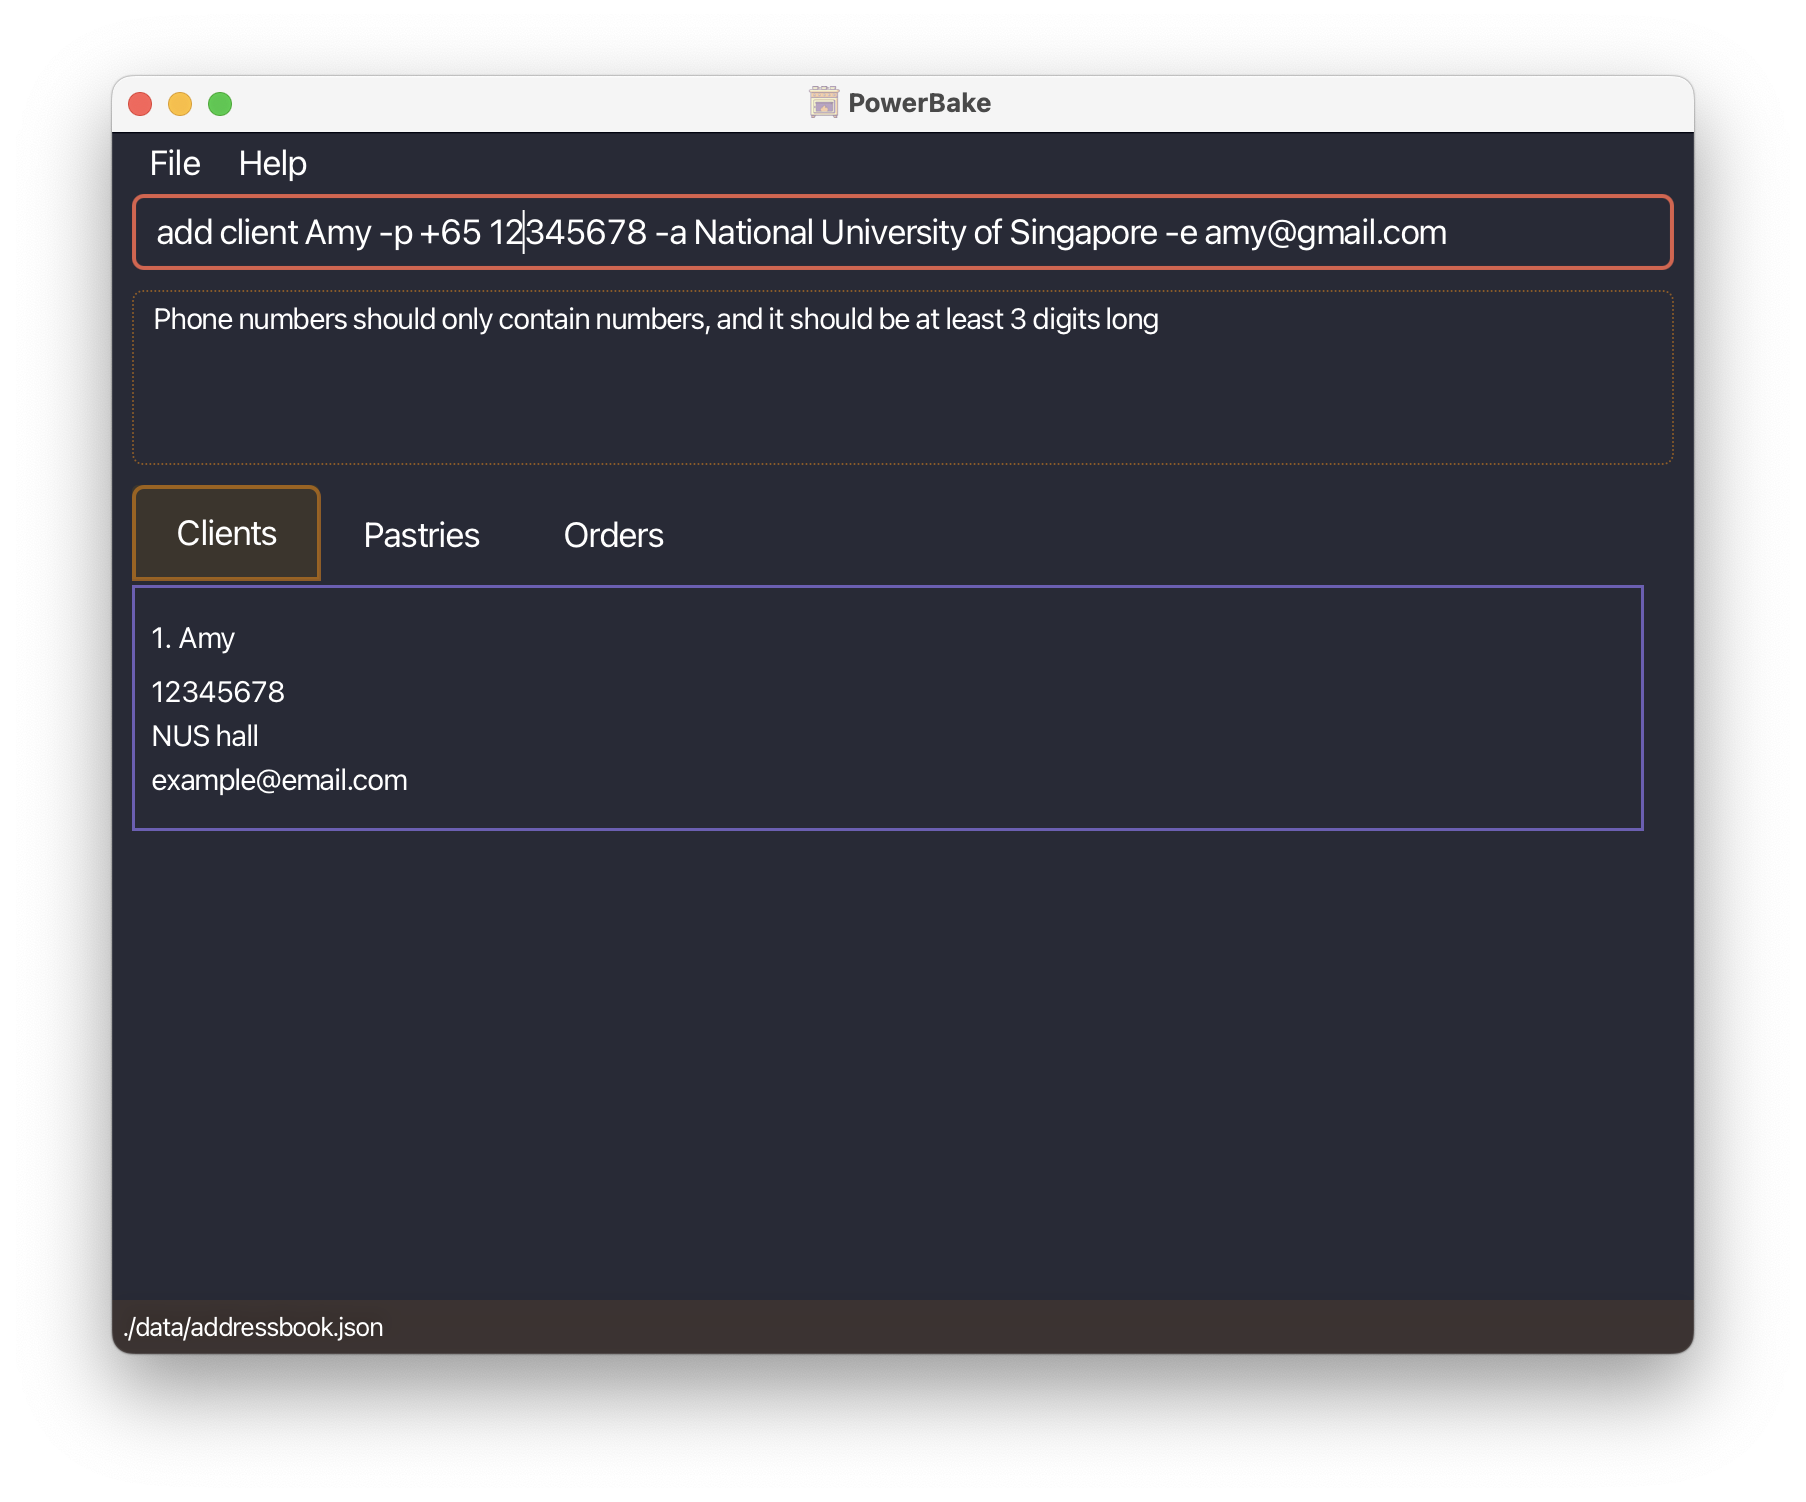 PowerBake
File Help
add client Amy -p +65 12345678 -a National University of Singapore -e amy@gmail.com
Phone numbers should only contain numbers, and it should be at least 3 digits long
Clients Pastries Orders
1. Amy
12345678
NUS hall
example@email.com
./data/addressbook.json